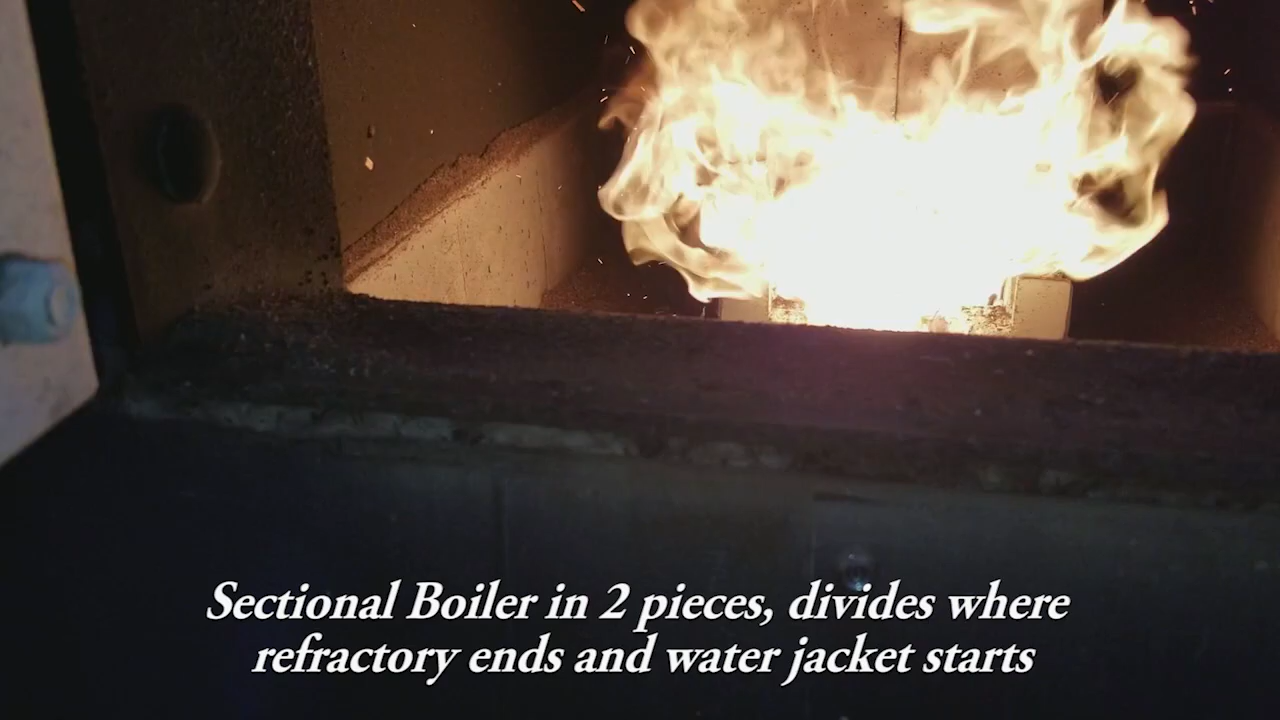 Sectional Boiler in 2 pieces, divides where
refractory ends and water jacket starts